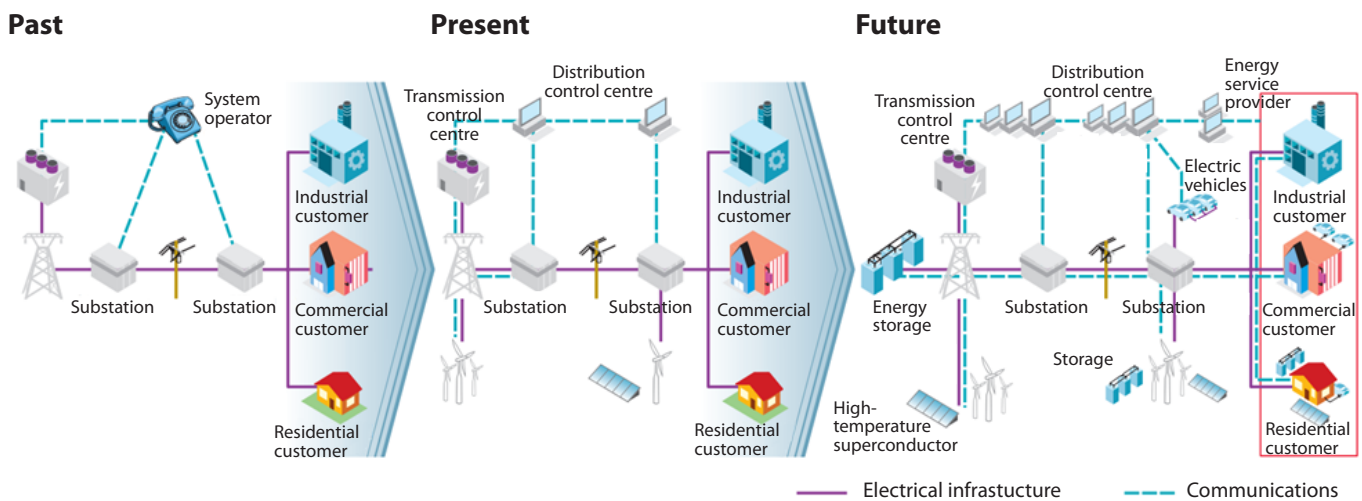 Past
System
operator
Substation
Substation
Industrial
customer
Commercial
customer
Residential
customer
Present
Transmission
control
centre
Distribution
control centre
Substation
Substation
Industrial
customer
Commercial
customer
Residential
customer
Future
Transmission
control
centre
Distribution
control centre
Energy
service
provider
Electric
vehicles
Industrial
customer
Energy
storage
Substation
Substation
Commercial
customer
Storage
High-
temperature
superconductor
Residential
customer
Electrical infrastucture
Communications